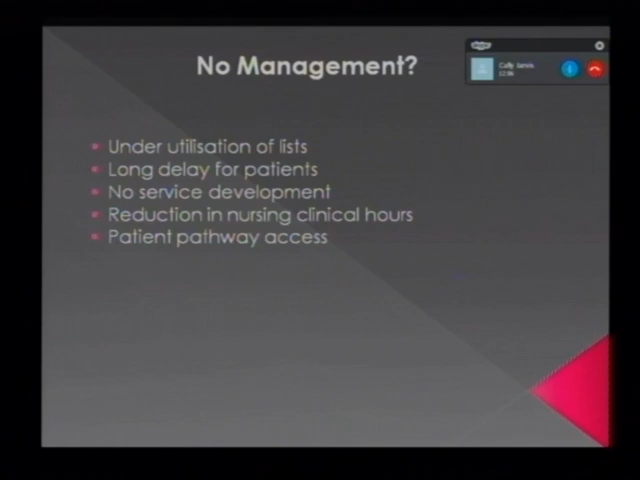 No Management?
skype
Under utilisation of lists
Long delay for patients
No service development
Reduction in nursing clinical hours
Patient pathway access